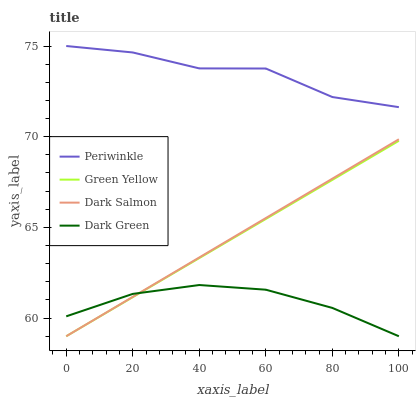 title
75
70
65
60
yaxis_label
Periwinkle
Green Yellow
Dark Salmon
Dark Green
0 20 40 60 80 100
xaxis_label